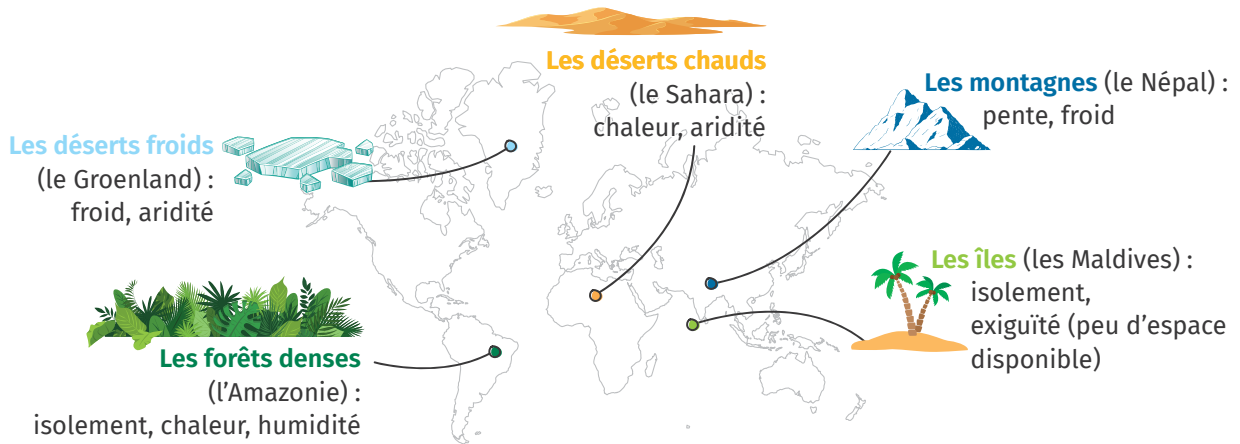 Les déserts chauds
(le Sahara) :
chaleur, aridité
Les montagnes (le Népal) :
pente, froid
Les déserts froids
(le Groenland) :
froid, aridité
Les îles (les Maldives) :
isolement,
exiguïté (peu d’espace
disponible)
Les forêts denses
(l’Amazonie) :
isolement, chaleur, humidité